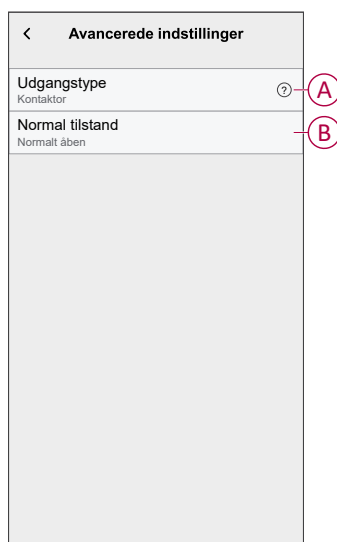 Avancerede indstillinger
Udgangstype
Kontaktor
?
A
Normal tilstand
Normalt åben
B